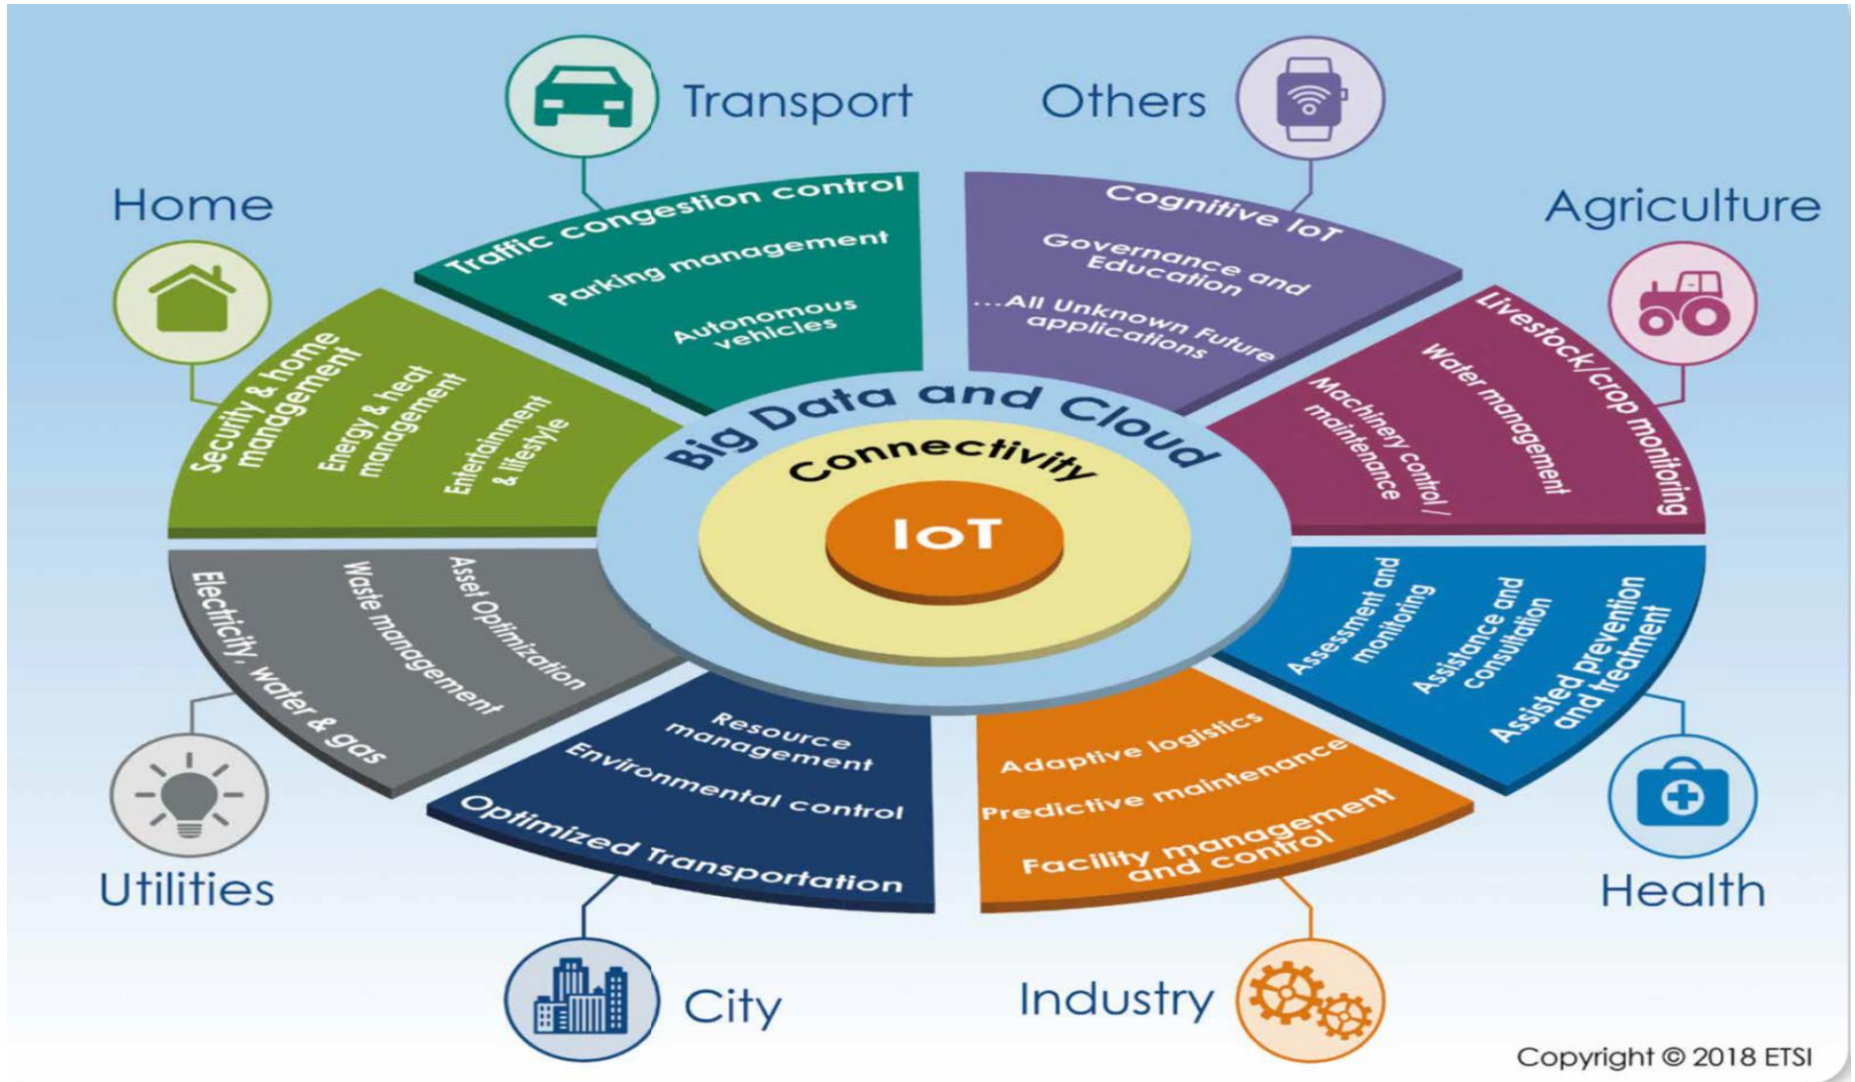 Transport
Others
Home
Agriculture
Traffic congestion control
Parking management
Autonomous
vehicles
Cognitive IoT
Governance and
Education
...All Unknown Future
applications
Security & home
management
Energy & heat
management
Entertainment
& lifestyle
Livestock/crop monitoring
Water management
Machinery control /
maintenance
Big Data and Cloud
Connectivity
IoT
Electricity, water & gas
Waste management
Asset Optimization
Assessment and
monitoring
Assistance and
consultation
Assisted prevention
and treatment
Resource
management
Environmental control
Optimized Transportation
Adaptive logistics
Predictive maintenance
Facility management
and control
Utilities
Health
City
Industry
Copyright © 2018 ETSI